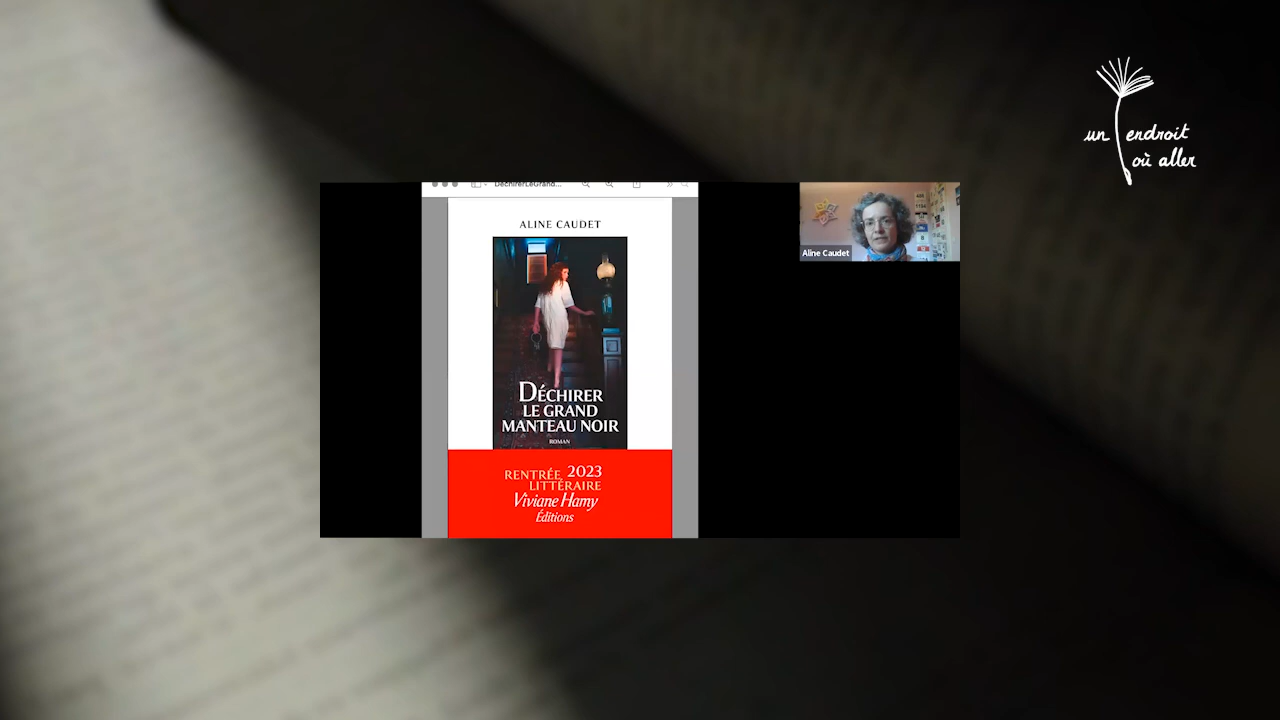 un endroit
où aller
DéchirerLeGrand...
ALINE CAUDET
DÉCHIRER
LE GRAND
MANTEAU NOIR
ROMAN
RENTRÉE 2023
LITTÉRAIRE
Viviane Hamy
Éditions
Aline Caudet